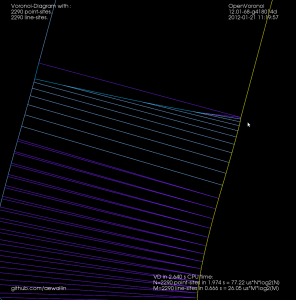 Voronoi-Diagram with :
2290 point-sites.
2290 line-sites.
OpenVoronoi
12.01-68-g418014d
2012-01-21 11:19:57
VD in 2.640 s CPU time:
N=2290 point-sites in 1.974 s = 77.22 us*N*log2(N)
M=2290 line-sites in 0.666 s = 26.05 us*M*log2(M)
github.com/aewallin